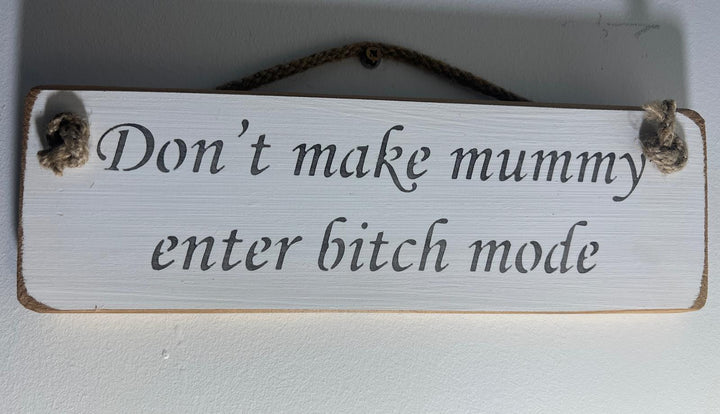 Don't make mummy
enter bitch mode